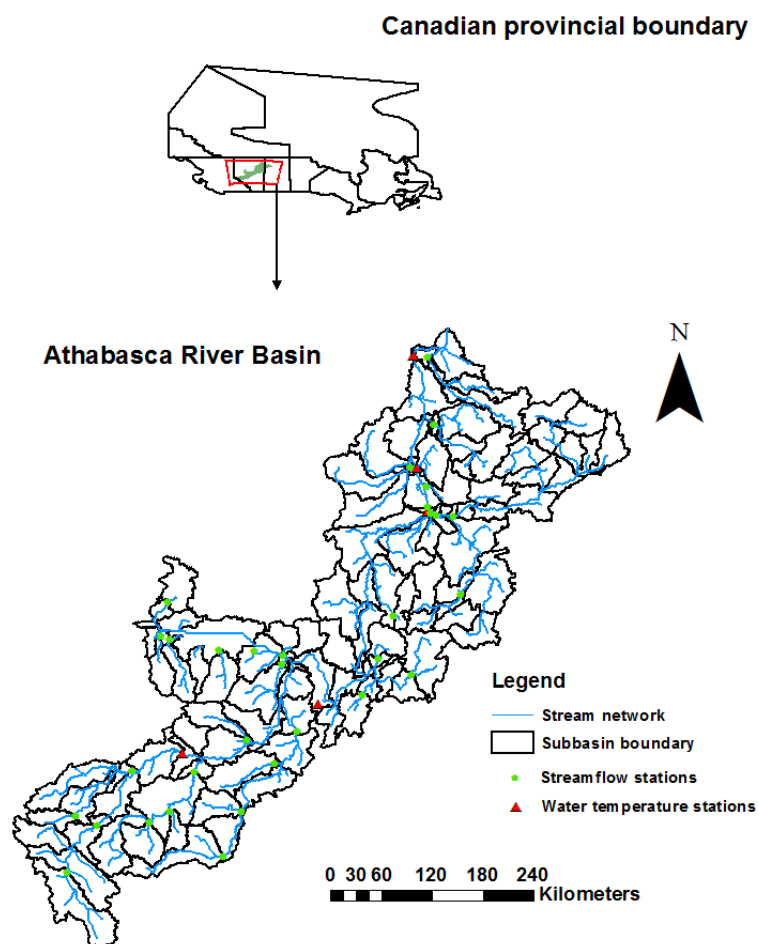 Canadian provincial boundary
Athabasca River Basin
N
Legend
Stream network
Subbasin boundary
Streamflow stations
Water temperature stations
0 30 60 120 180 240
Kilometers